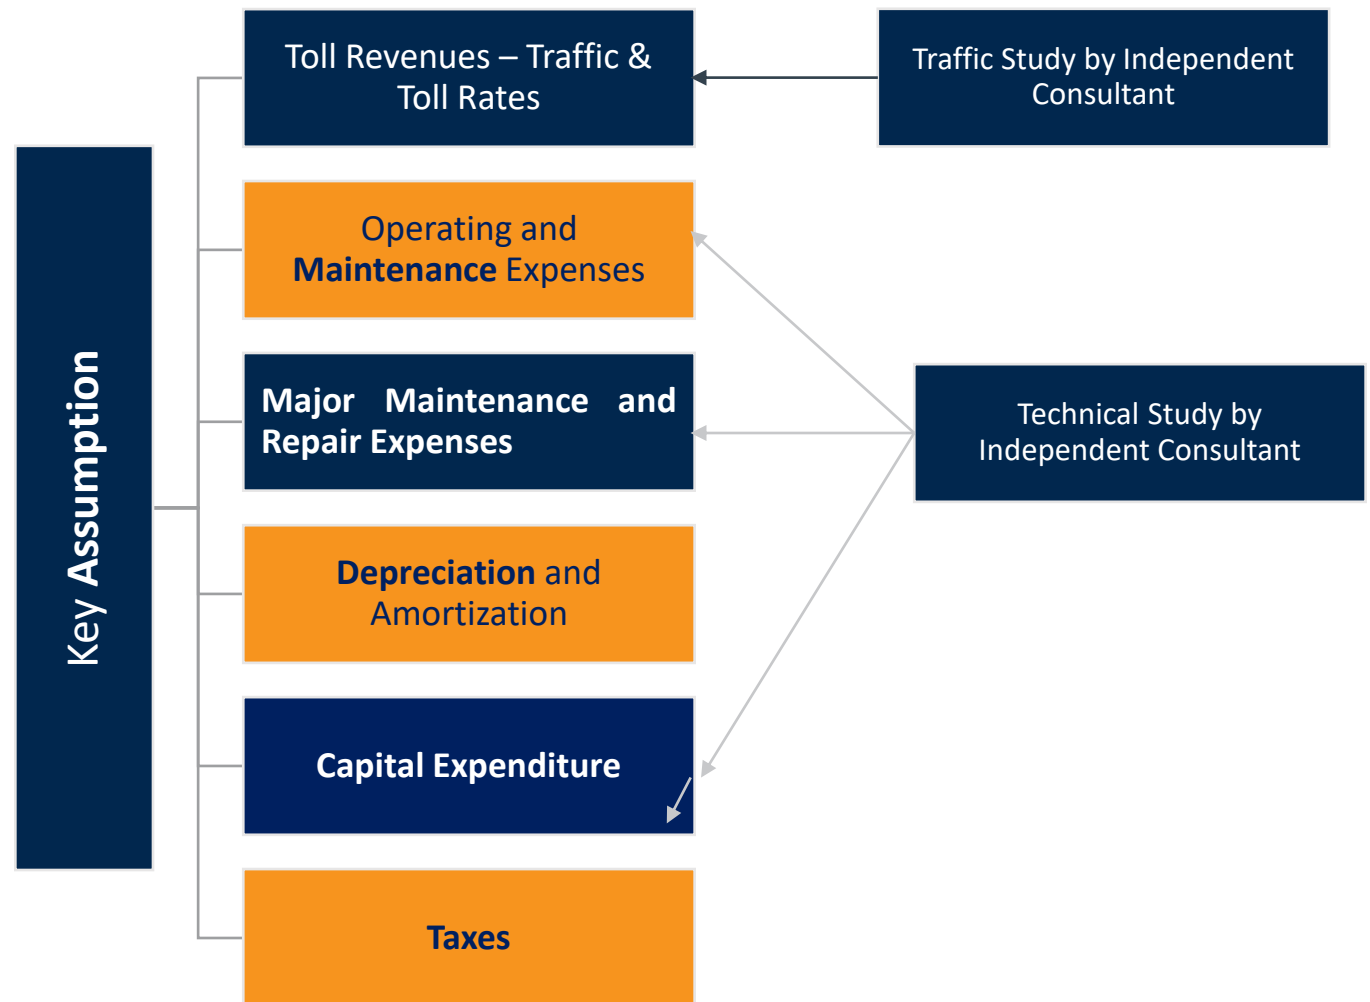 Toll Revenues – Traffic &
Toll Rates
Traffic Study by Independent
Consultant
Key Assumption
Operating and
Maintenance Expenses
Major Maintenance and
Repair Expenses
Technical Study by
Independent Consultant
Depreciation and
Amortization
Capital Expenditure
Taxes